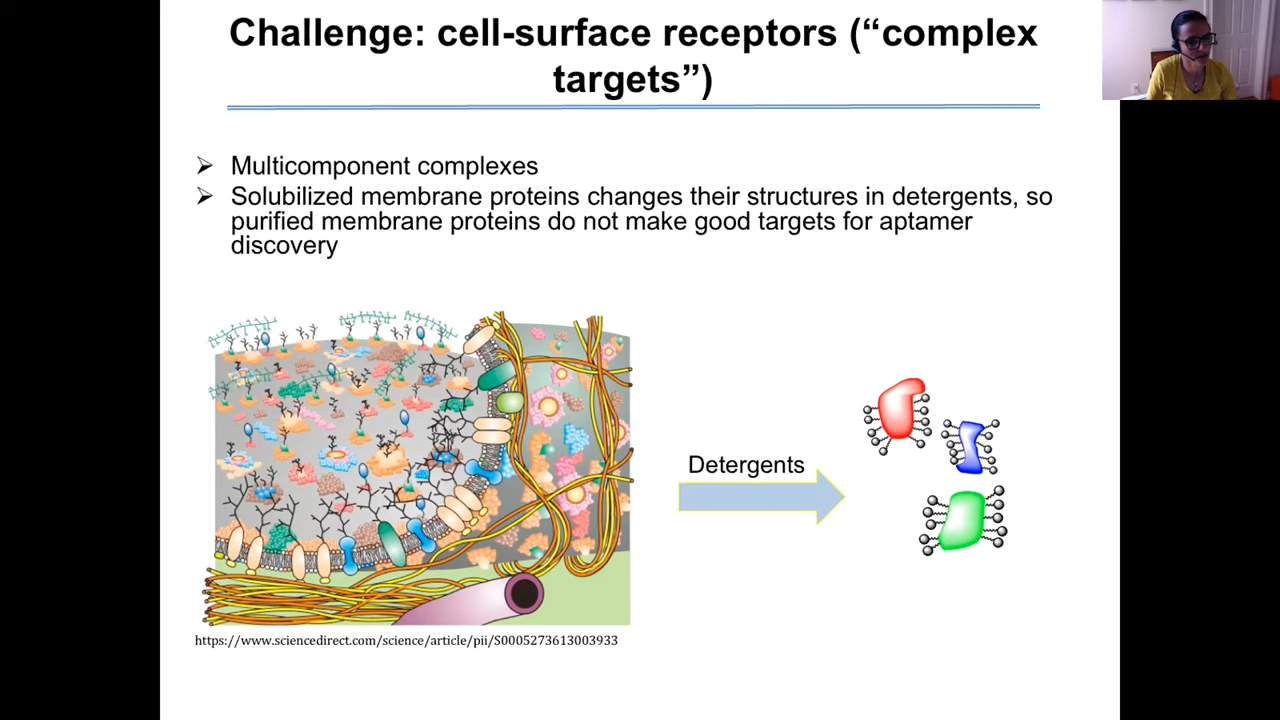 Challenge: cell-surface receptors (“complex
targets”)
Multicomponent complexes
Solubilized membrane proteins changes their structures in detergents, so
purified membrane proteins do not make good targets for aptamer
discovery
Detergents
https://www.sciencedirect.com/science/article/pii/S0005273613003933